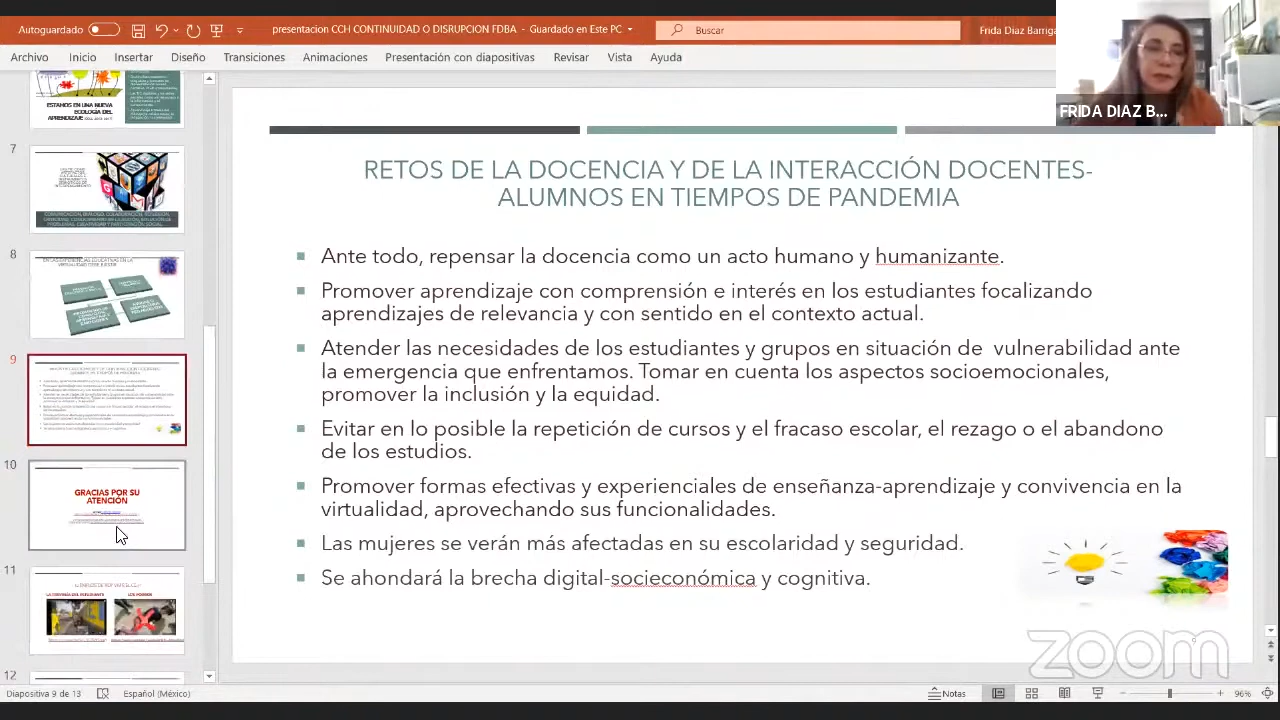 Autoguardado
presentacion CCH CONTINUIDAD O DISRUPCION FDBA - Guardado en Este PC
Buscar
Frida Diaz Barriga
Archivo Inicio Insertar Diseño Transiciones Animaciones Presentación con diapositivas Revisar Vista Ayuda
FRIDA DIAZ B...
ESTAMOS EN UNA NUEVA
ECOLOGÍA DEL
APRENDIZAJE
7
8
9
10
GRACIAS POR SU
ATENCIÓN
11
12
RETOS DE LA DOCENCIA Y DE LA INTERACCIÓN DOCENTES-
ALUMNOS EN TIEMPOS DE PANDEMIA
Ante todo, repensar la docencia como un acto humano y humanizante.
Promover aprendizaje con comprensión e interés en los estudiantes focalizando
aprendizajes de relevancia y con sentido en el contexto actual.
Atender las necesidades de los estudiantes y grupos en situación de vulnerabilidad ante
la emergencia que enfrentamos. Tomar en cuenta los aspectos socioemocionales,
promover la inclusión y la equidad.
Evitar en lo posible la repetición de cursos y el fracaso escolar, el rezago o el abandono
de los estudios.
Promover formas efectivas y experienciales de enseñanza-aprendizaje y convivencia en la
virtualidad, aprovechando sus funcionalidades.
Las mujeres se verán más afectadas en su escolaridad y seguridad.
Se ahondará la brecha digital-socieconómica y cognitiva.
zoom
Diapositiva 9 de 13 Español (México) Notas 96%